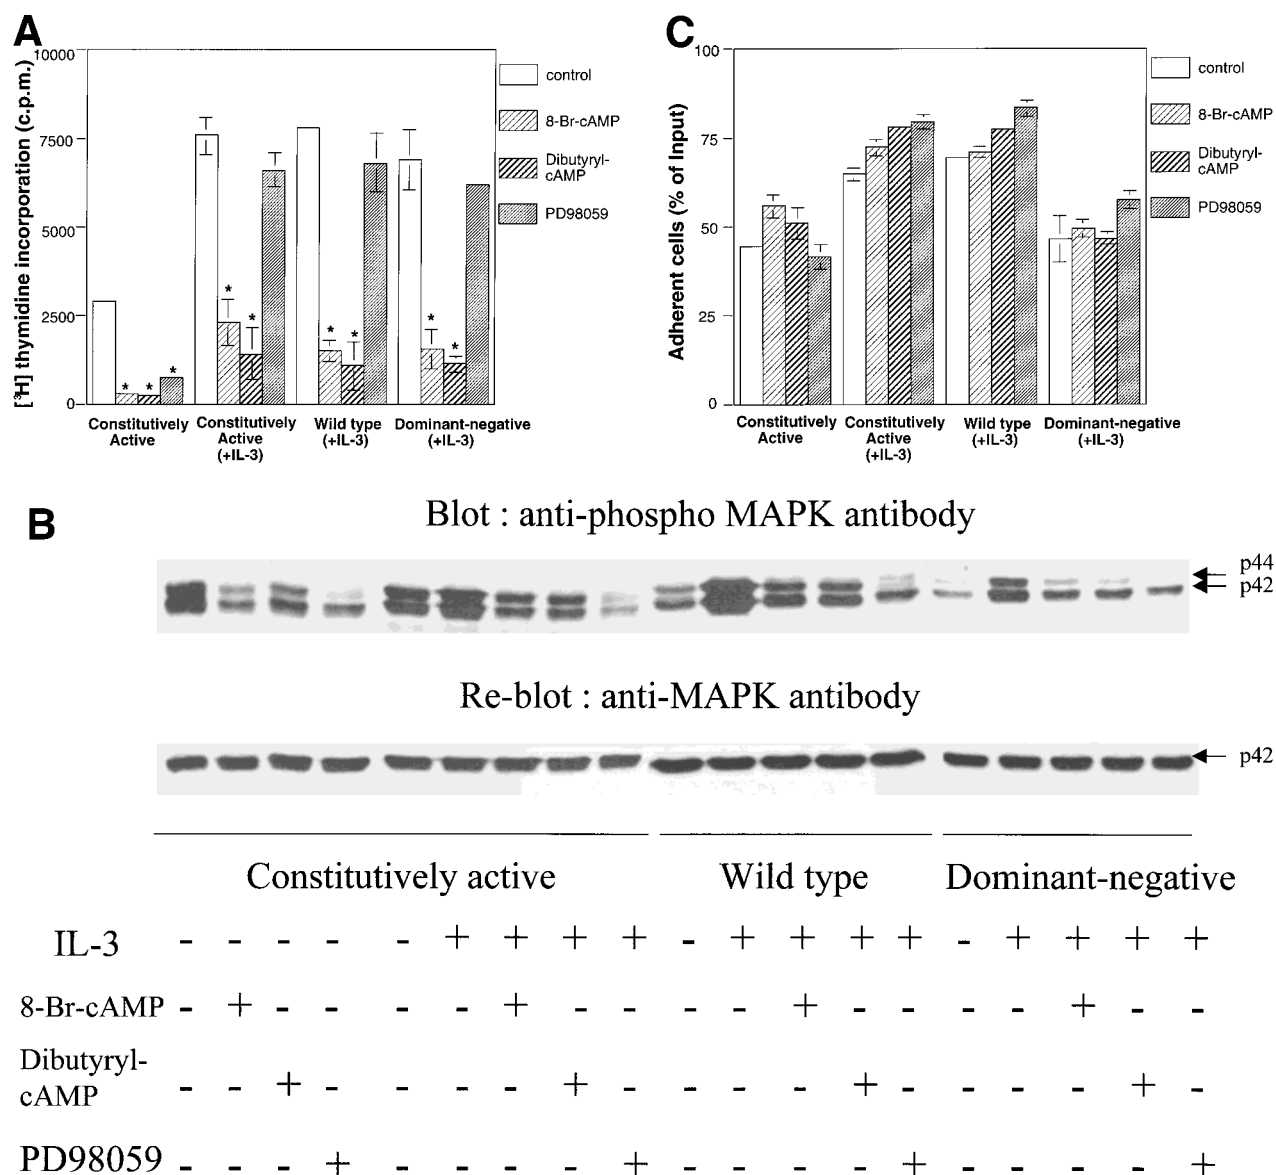 A
10000
7500
5000
2500
0
[³H] thymidine incorporation (c.p.m.)
control
8-Br-cAMP
Dibutyryl-
cAMP
PD98059
* * *
* *
* *
* *
Constitutively
Active
Constitutively
Active
(+IL-3)
Wild type
(+IL-3)
Dominant-negative
(+IL-3)
C
100
75
50
25
0
Adherent cells (% of Input)
control
8-Br-cAMP
Dibutyryl-
cAMP
PD98059
Constitutively
Active
Constitutively
Active
(+IL-3)
Wild type
(+IL-3)
Dominant-negative
(+IL-3)
B
Blot : anti-phospho MAPK antibody
p44
p42
Re-blot : anti-MAPK antibody
p42
Constitutively active Wild type Dominant-negative
IL-3 - - - - - + + + + - + + + + - + + + +
8-Br-cAMP - + - - - - + - - - - + - - - - + - -
Dibutyryl-
cAMP - - + - - - - + - - - - + - - - - + -
PD98059 - - - + - - - - + - - - - + - - - - +